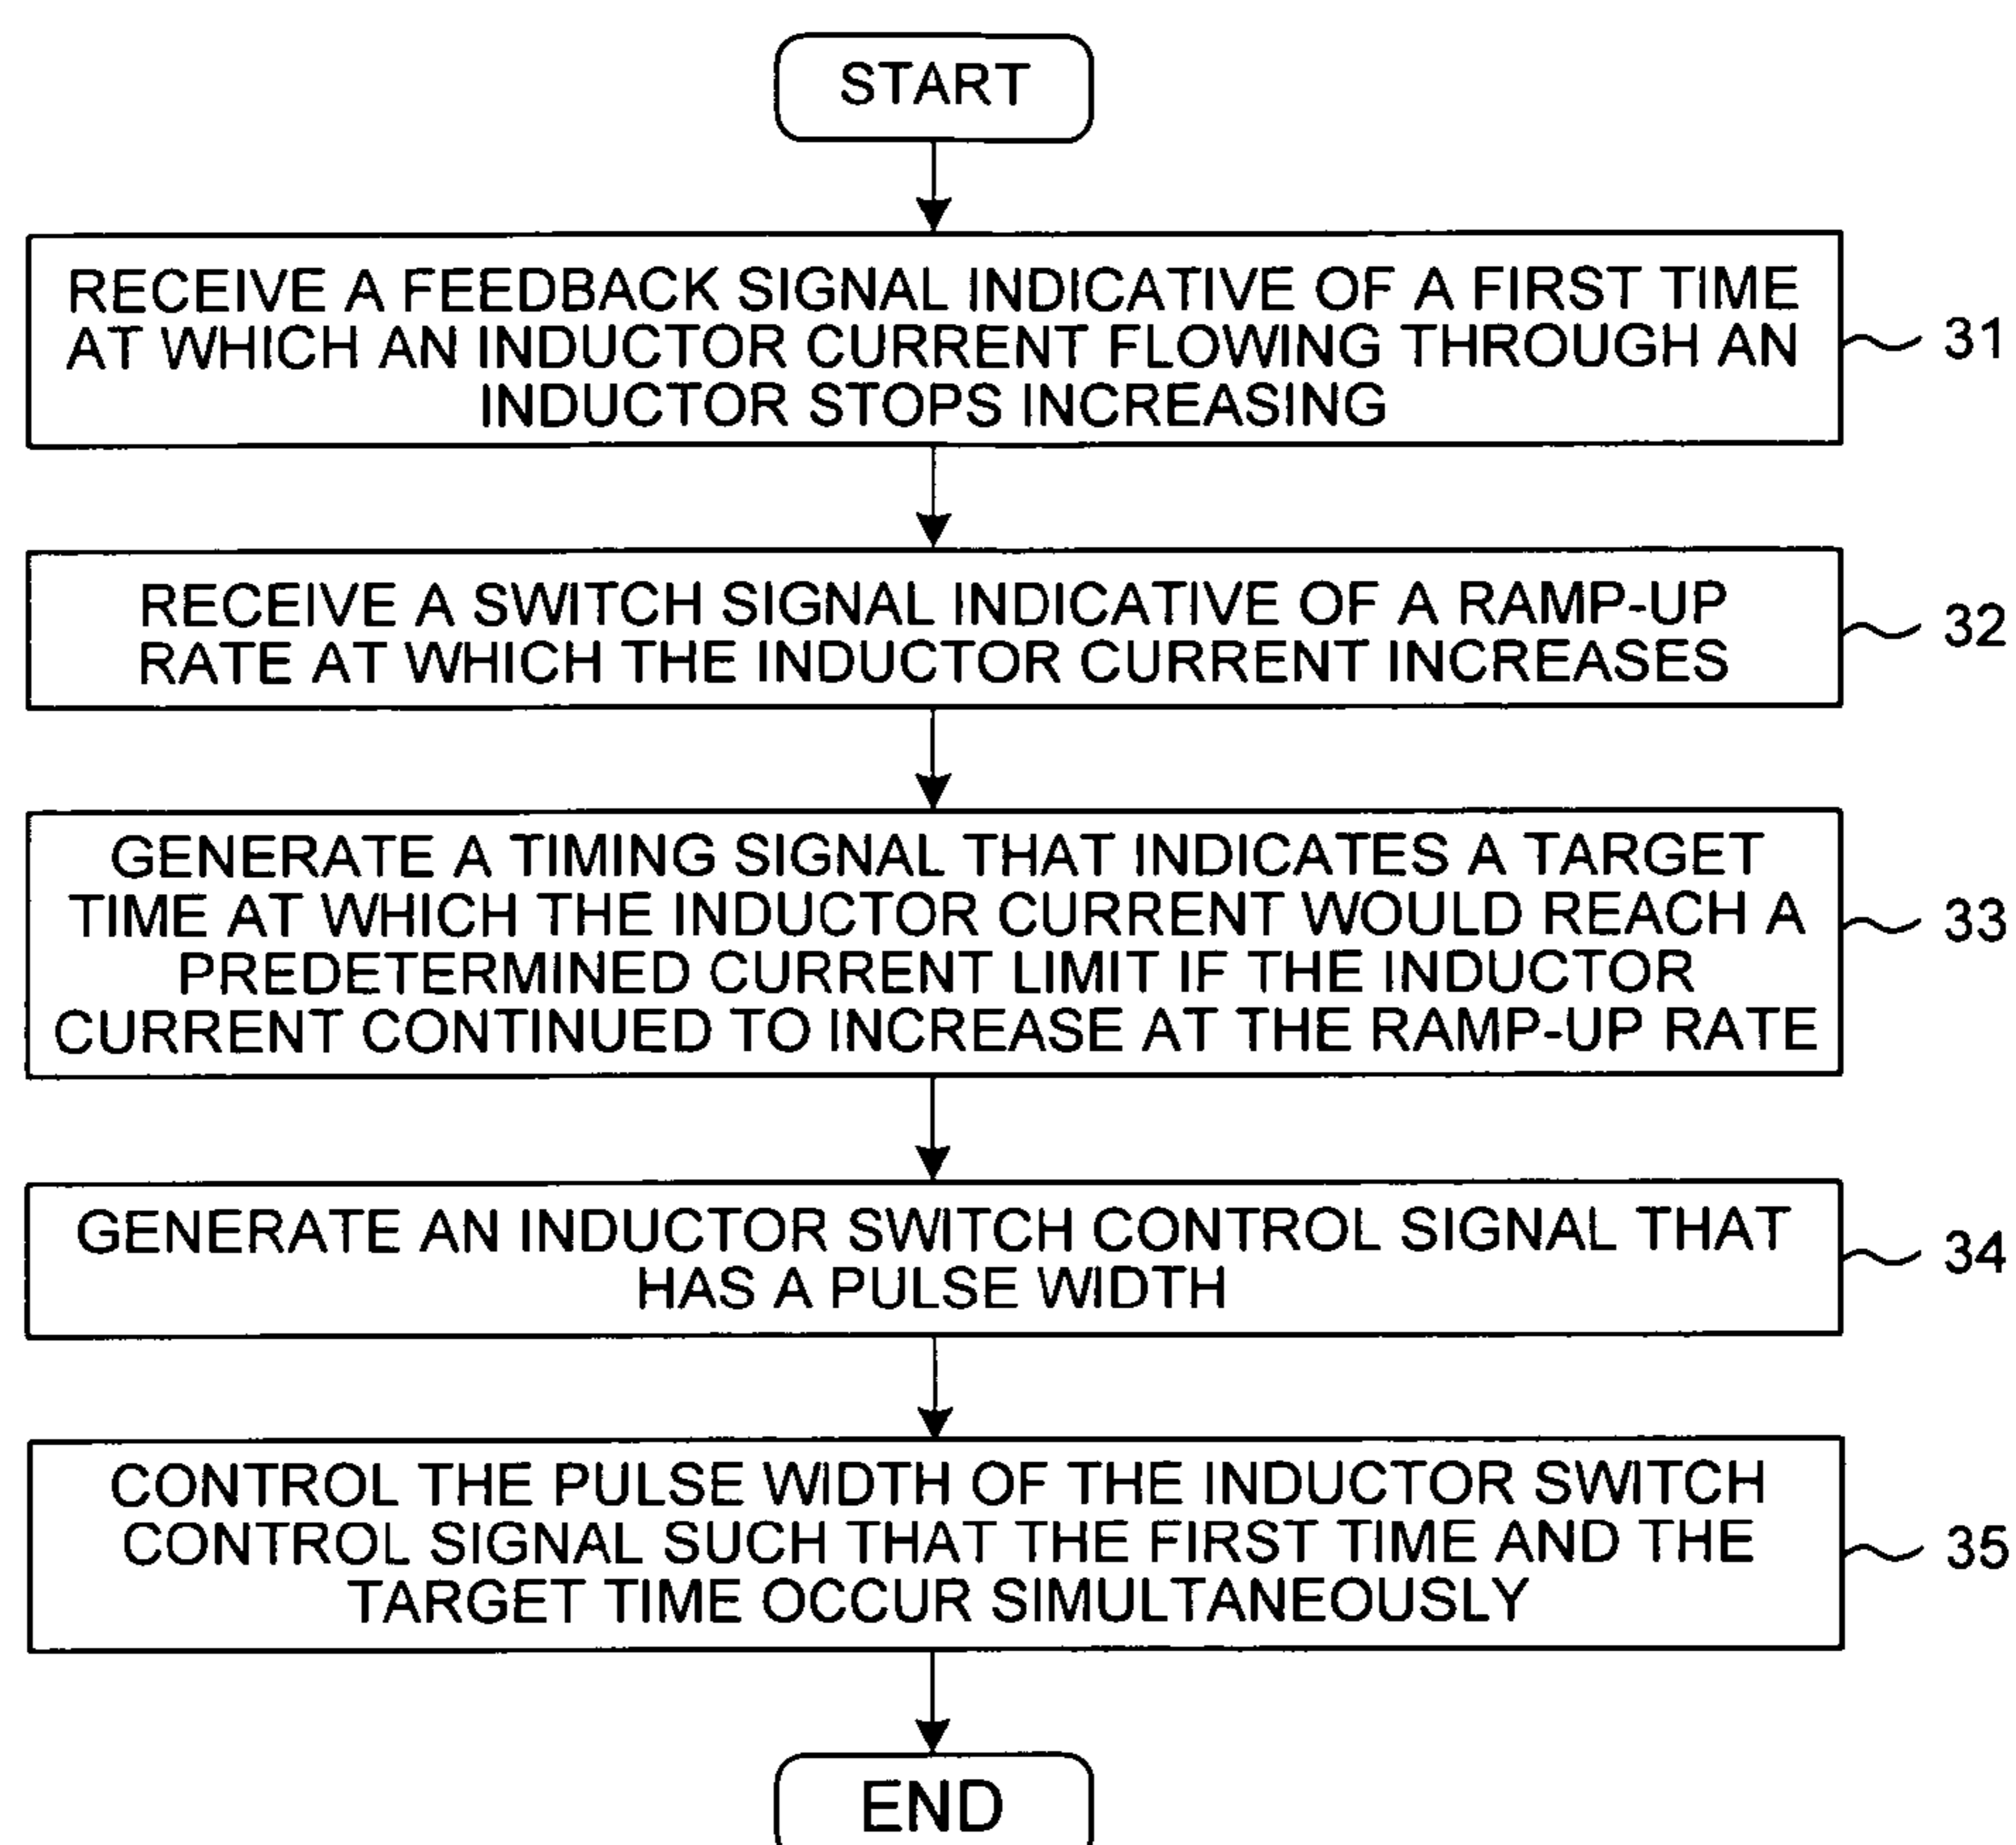 START
RECEIVE A FEEDBACK SIGNAL INDICATIVE OF A FIRST TIME
AT WHICH AN INDUCTOR CURRENT FLOWING THROUGH AN
INDUCTOR STOPS INCREASING
31
RECEIVE A SWITCH SIGNAL INDICATIVE OF A RAMP-UP
RATE AT WHICH THE INDUCTOR CURRENT INCREASES
32
GENERATE A TIMING SIGNAL THAT INDICATES A TARGET
TIME AT WHICH THE INDUCTOR CURRENT WOULD REACH A
PREDETERMINED CURRENT LIMIT IF THE INDUCTOR
CURRENT CONTINUED TO INCREASE AT THE RAMP-UP RATE
33
GENERATE AN INDUCTOR SWITCH CONTROL SIGNAL THAT
HAS A PULSE WIDTH
34
CONTROL THE PULSE WIDTH OF THE INDUCTOR SWITCH
CONTROL SIGNAL SUCH THAT THE FIRST TIME AND THE
TARGET TIME OCCUR SIMULTANEOUSLY
35
END